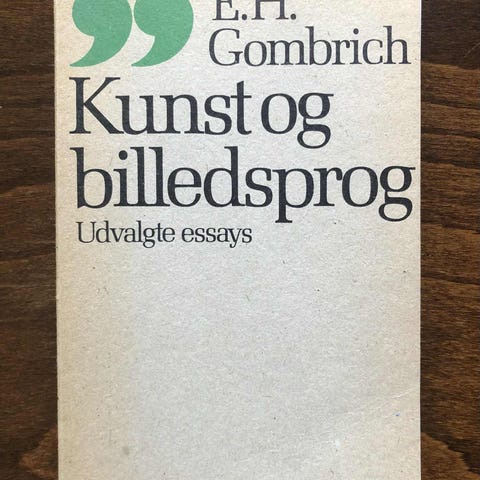 ”
E.H.
Gombrich
Kunst og
billedsprog
Udvalgte essays